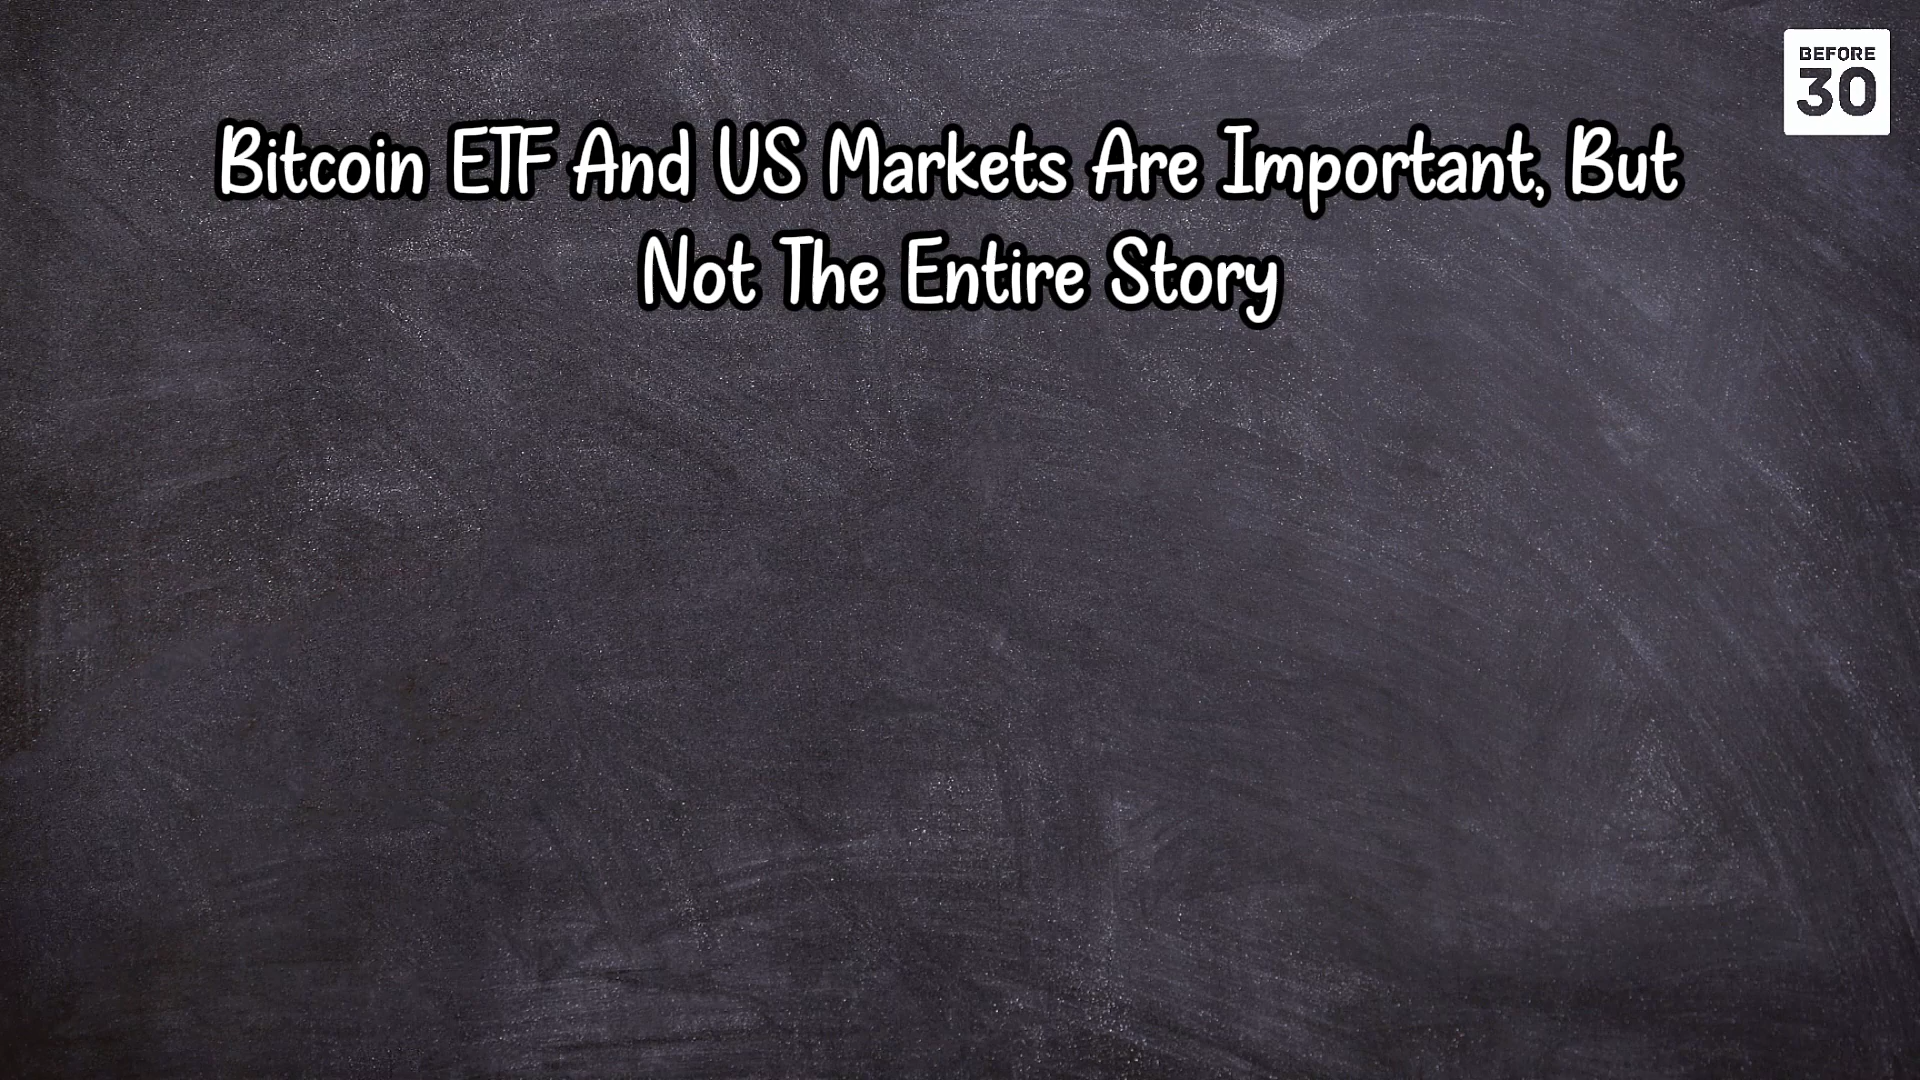 BEFORE
30
Bitcoin ETF And US Markets Are Important, But
Not The Entire Story